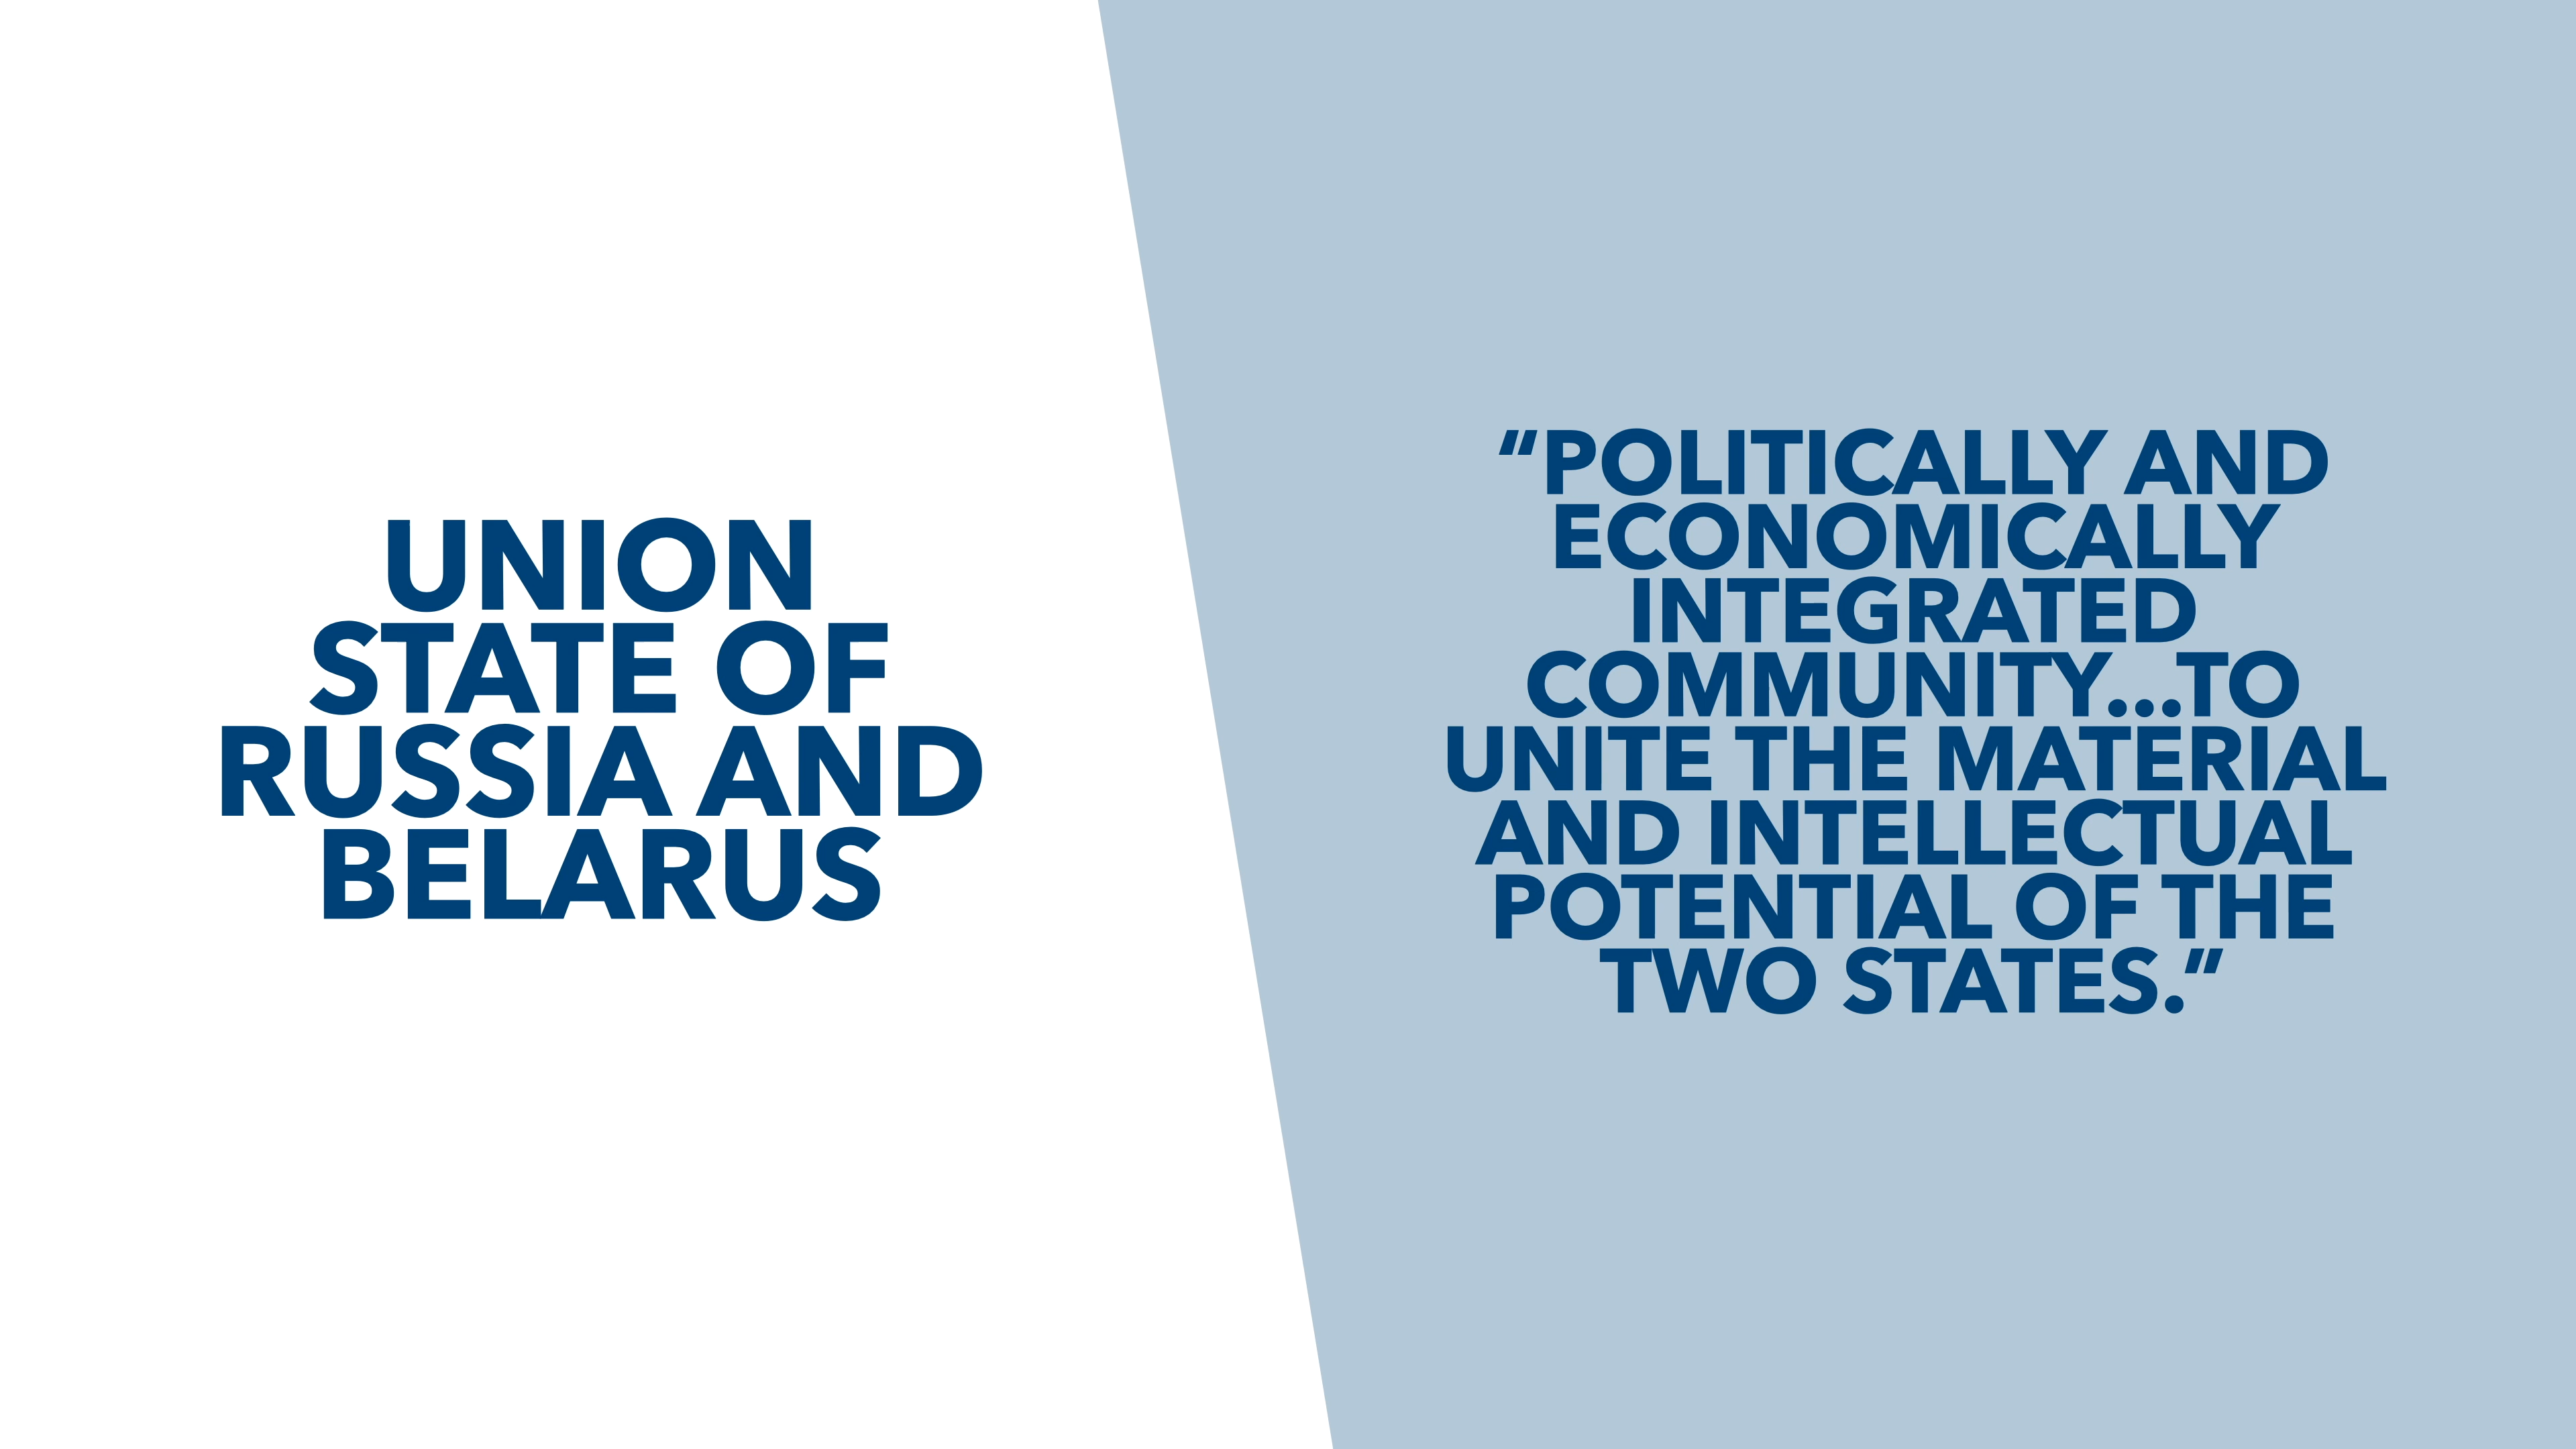 UNION
STATE OF
RUSSIA AND
BELARUS
“POLITICALLY AND
ECONOMICALLY
INTEGRATED
COMMUNITY...TO
UNITE THE MATERIAL
AND INTELLECTUAL
POTENTIAL OF THE
TWO STATES.”